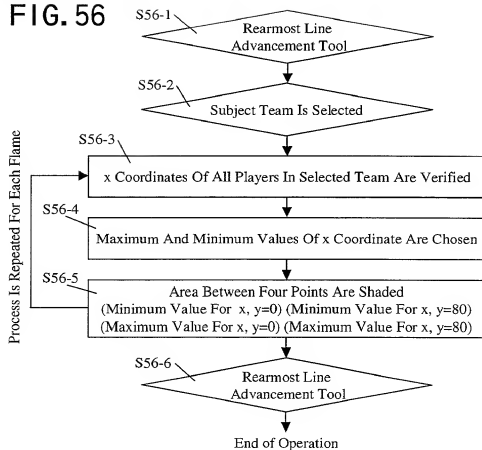 FIG. 56
S56-1
Rearmost Line
Advancement Tool
S56-2
Subject Team Is Selected
S56-3
x Coordinates Of All Players In Selected Team Are Verified
S56-4
Maximum And Minimum Values Of x Coordinate Are Chosen
S56-5
Area Between Four Points Are Shaded
(Minimum Value For x, y=0) (Minimum Value For x, y=80)
(Maximum Value For x, y=0) (Maximum Value For x, y=80)
Process Is Repeated For Each Flame
S56-6
Rearmost Line
Advancement Tool
End of Operation